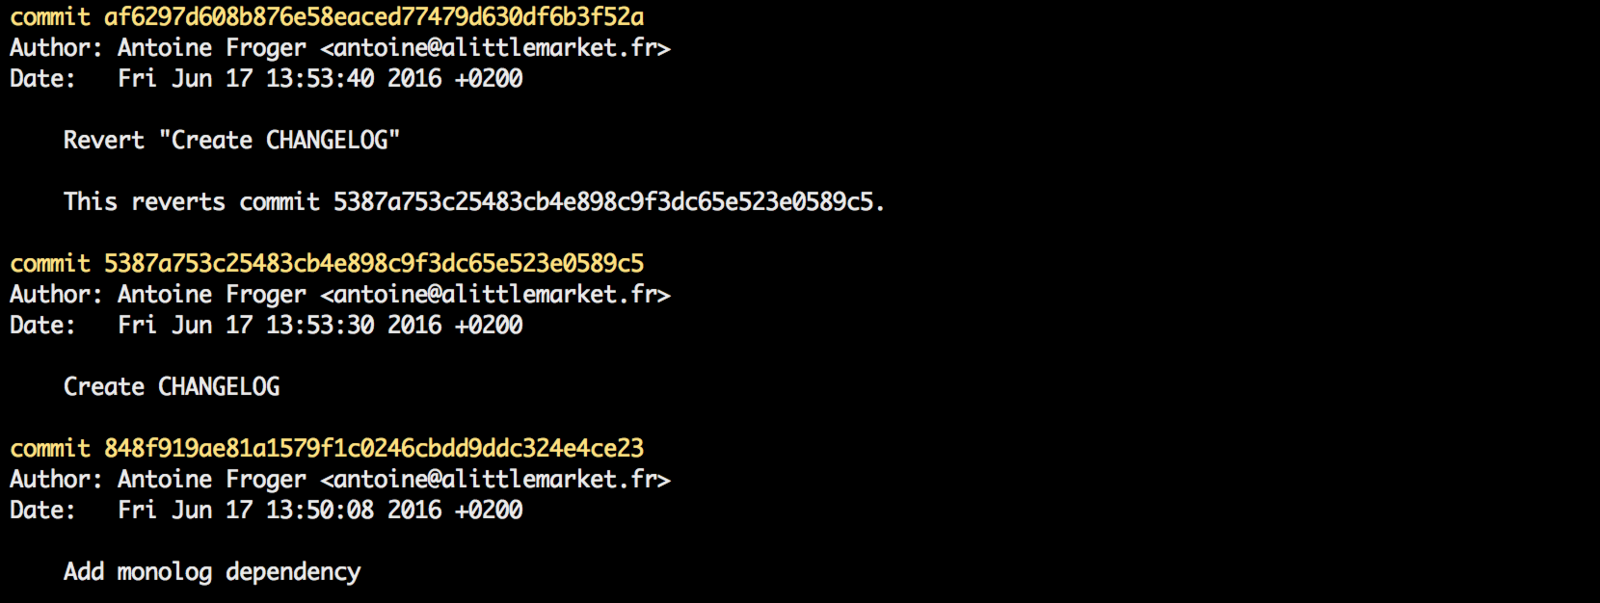 commit af6297d608b876e58eaced77479d630df6b3f52a
Author: Antoine Froger <antoine@alittlemarket.fr>
Date:   Fri Jun 17 13:53:40 2016 +0200
Revert "Create CHANGELOG"
This reverts commit 5387a753c25483cb4e898c9f3dc65e523e0589c5.
commit 5387a753c25483cb4e898c9f3dc65e523e0589c5
Author: Antoine Froger <antoine@alittlemarket.fr>
Date:   Fri Jun 17 13:53:30 2016 +0200
Create CHANGELOG
commit 848f919ae81a1579f1c0246cbdd9ddc324e4ce23
Author: Antoine Froger <antoine@alittlemarket.fr>
Date:   Fri Jun 17 13:50:08 2016 +0200
Add monolog dependency